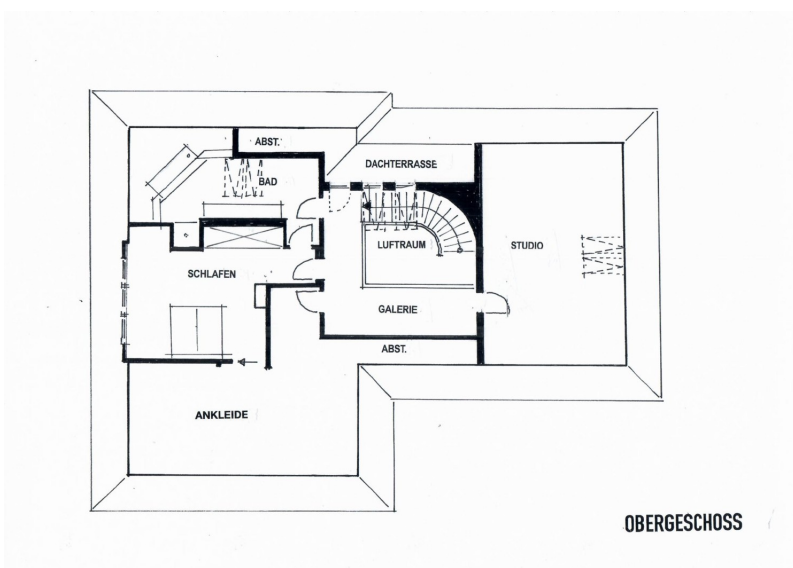 ABST.
DACHTERRASSE
BAD
LUFTRAUM
STUDIO
SCHLAFEN
GALERIE
ABST.
ANKLEIDE
OBERGESCHOSS